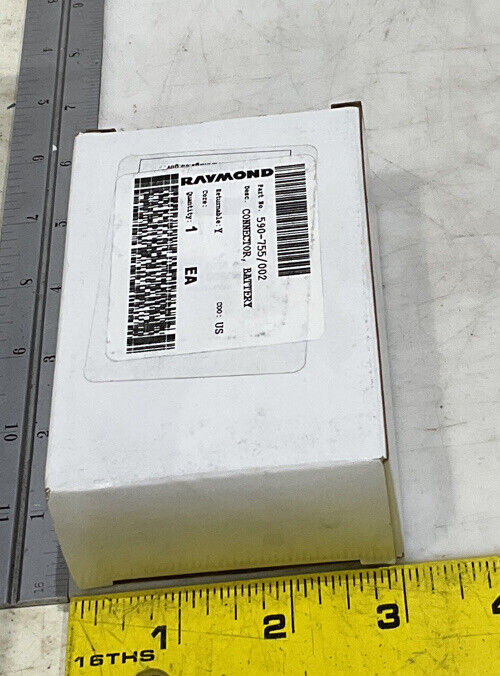 RAYMOND
Part No. 590-755/002
Desc. CONNECTOR, BATTERY
Returnable: Y COO: US
Core:
Quantity: 1 EA
1 2 3 4
16THS